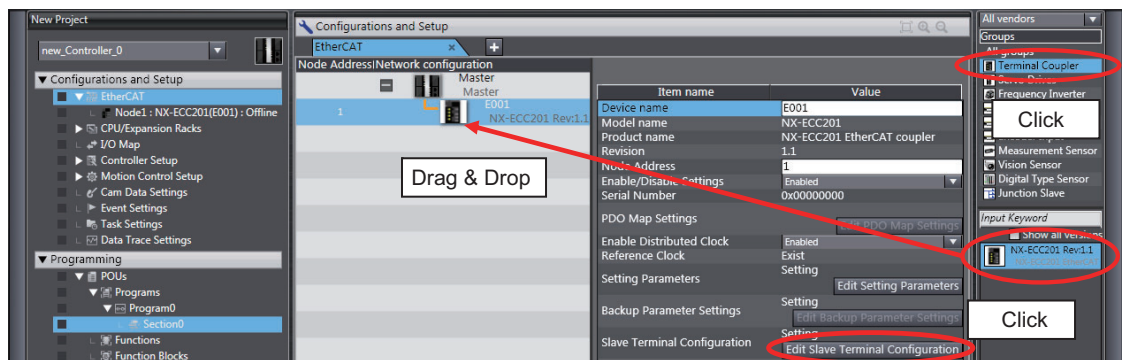 New Project
new_Controller_0
Configurations and Setup
EtherCAT
Node1 : NX-ECC201(E001) : Offline
CPU/Expansion Racks
I/O Map
Controller Setup
Motion Control Setup
Cam Data Settings
Event Settings
Task Settings
Data Trace Settings
Programming
POUs
Programs
Program0
Section0
Functions
Function Blocks
Configurations and Setup
EtherCAT
Node Address|Network configuration
Master
Master
1
E001
NX-ECC201 Rev:1.1
Drag & Drop
Item name Value
Device name E001
Model name NX-ECC201
Product name NX-ECC201 EtherCAT coupler
Revision 1.1
Node Address 1
Enable/Disable Settings Enabled
Serial Number 0x00000000
PDO Map Settings Edit PDO Map Settings
Enable Distributed Clock Enabled
Reference Clock Exist
Setting Parameters Setting
Edit Setting Parameters
Backup Parameter Settings Setting
Edit Backup Parameter Settings
Slave Terminal Configuration Setting
Edit Slave Terminal Configuration
All vendors
Groups
All groups
Terminal Coupler
Servo Drives
Frequency Inverter
Click
Measurement Sensor
Vision Sensor
Digital Type Sensor
Junction Slave
Input Keyword
Show all versions
NX-ECC201 Rev:1.1
Click